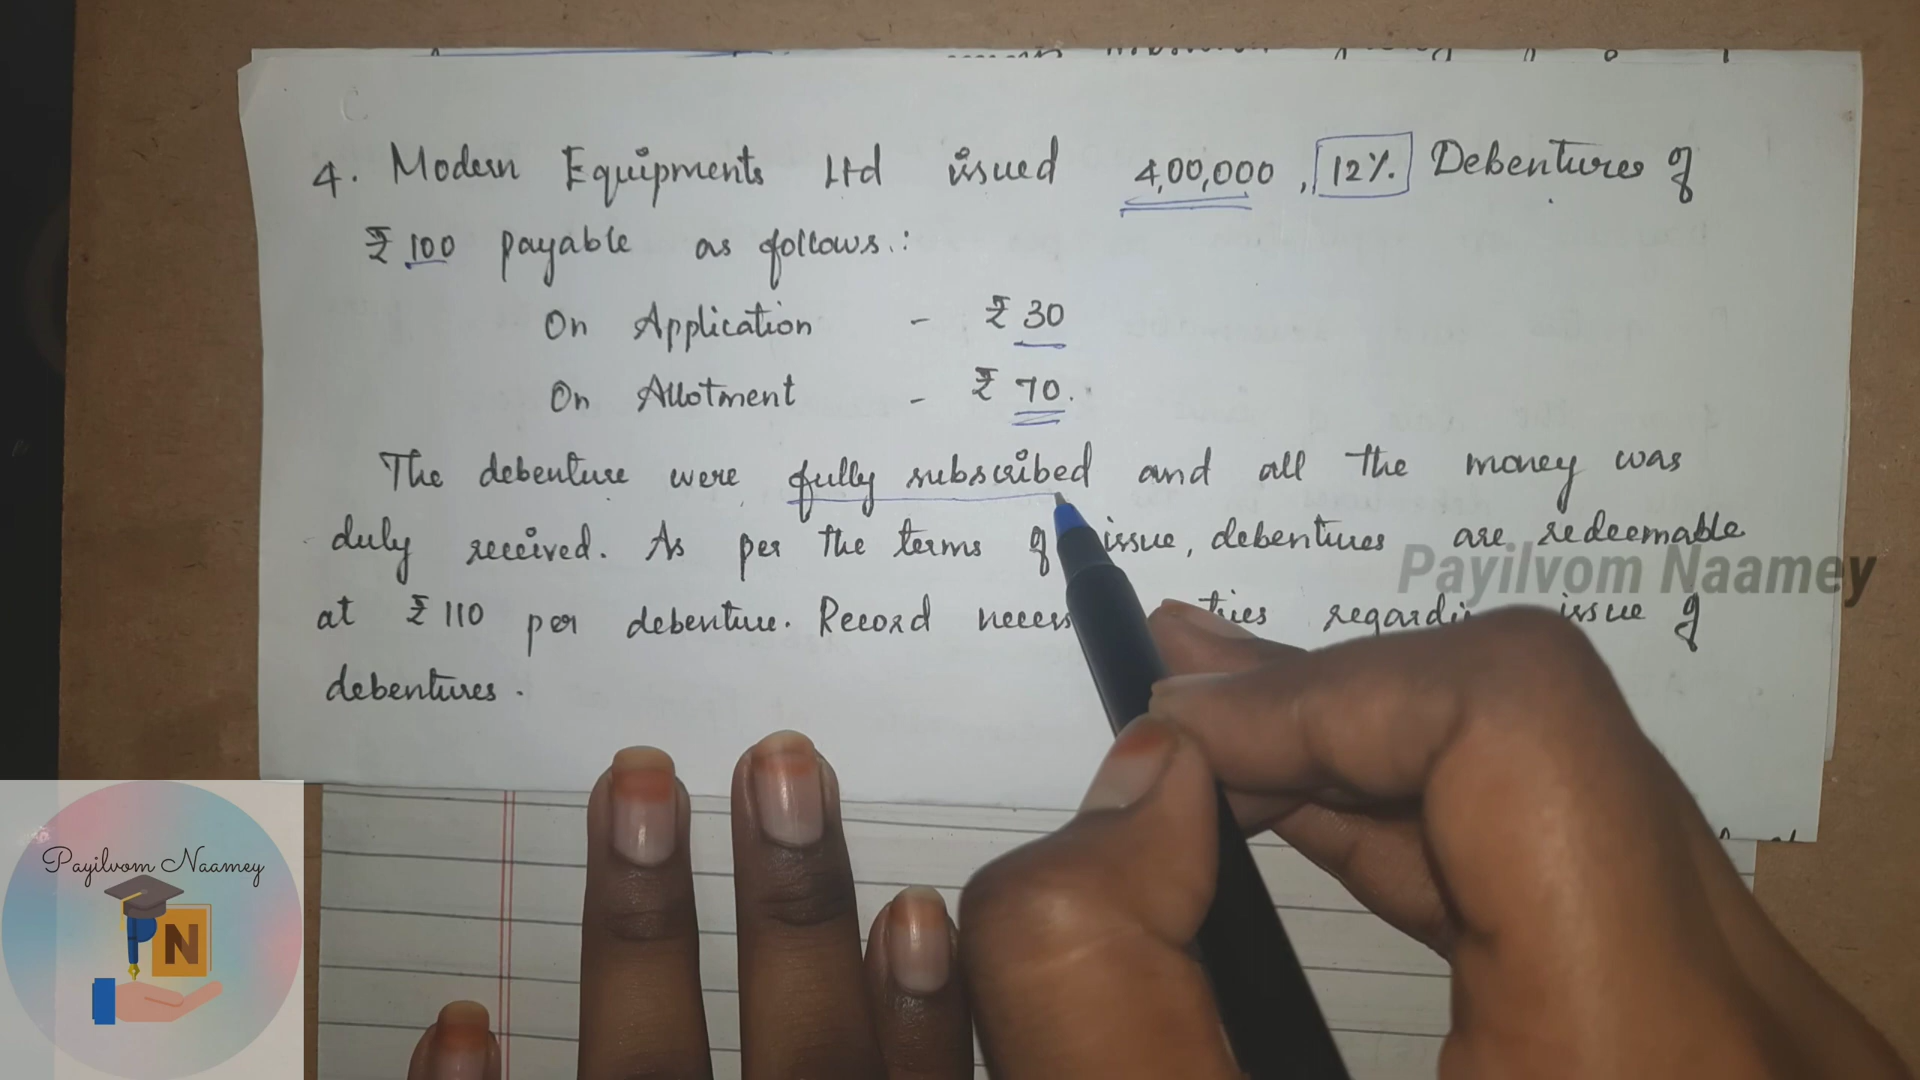 4. Modern Equipments Ltd issued 4,00,000, 12% Debentures of
₹ 100 payable as follows.:
On Application - ₹ 30
On Allotment - ₹ 70.
The debenture were fully subscribed and all the money was
duly received. As per the terms of issue, debentures are redeemable
Payilvom Naamey
at ₹ 110 per debenture. Record issue of
debentures.
Payilvom Naamey
PN